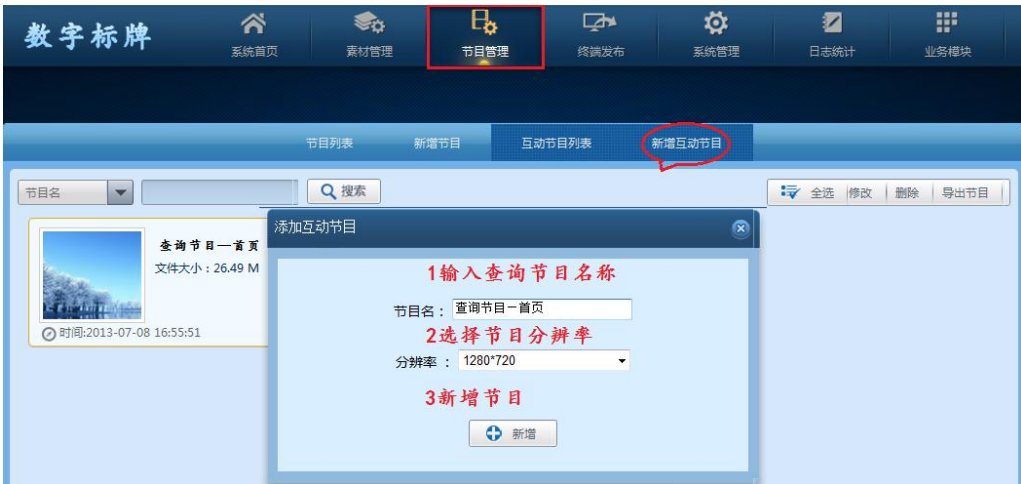 数字标牌
系统首页 素材管理 节目管理 终端发布 系统管理 日志统计 业务模块
节目列表 新增节目 互动节目列表 新增互动节目
节目名 搜索 全选 修改 删除 导出节目
查询节目—首页
文件大小：26.49 M
时间:2013-07-08 16:55:51
添加互动节目
1输入查询节目名称
节目名： 查询节目－首页
2选择节目分辨率
分辨率 ： 1280*720
3新增节目
新增